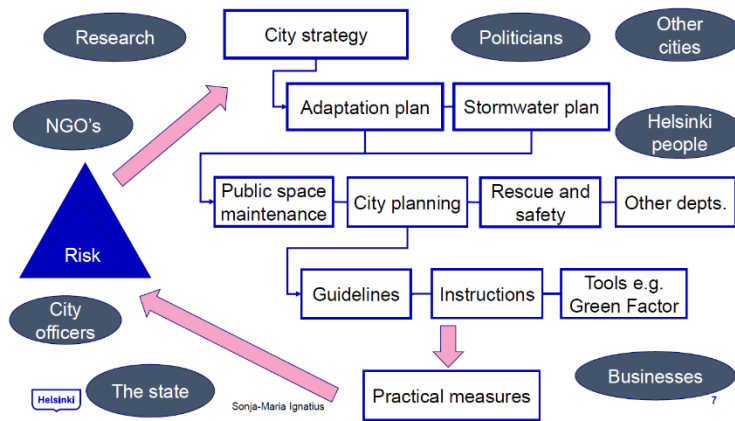 Research
City strategy
Politicians
Other
cities
NGO's
Adaptation plan
Stormwater plan
Helsinki
people
Public space
maintenance
City planning
Rescue and
safety
Other depts.
Risk
Guidelines
Instructions
Tools e.g.
Green Factor
City
officers
The state
Practical measures
Businesses
Helsinki
Sonja-Maria Ignatius
7